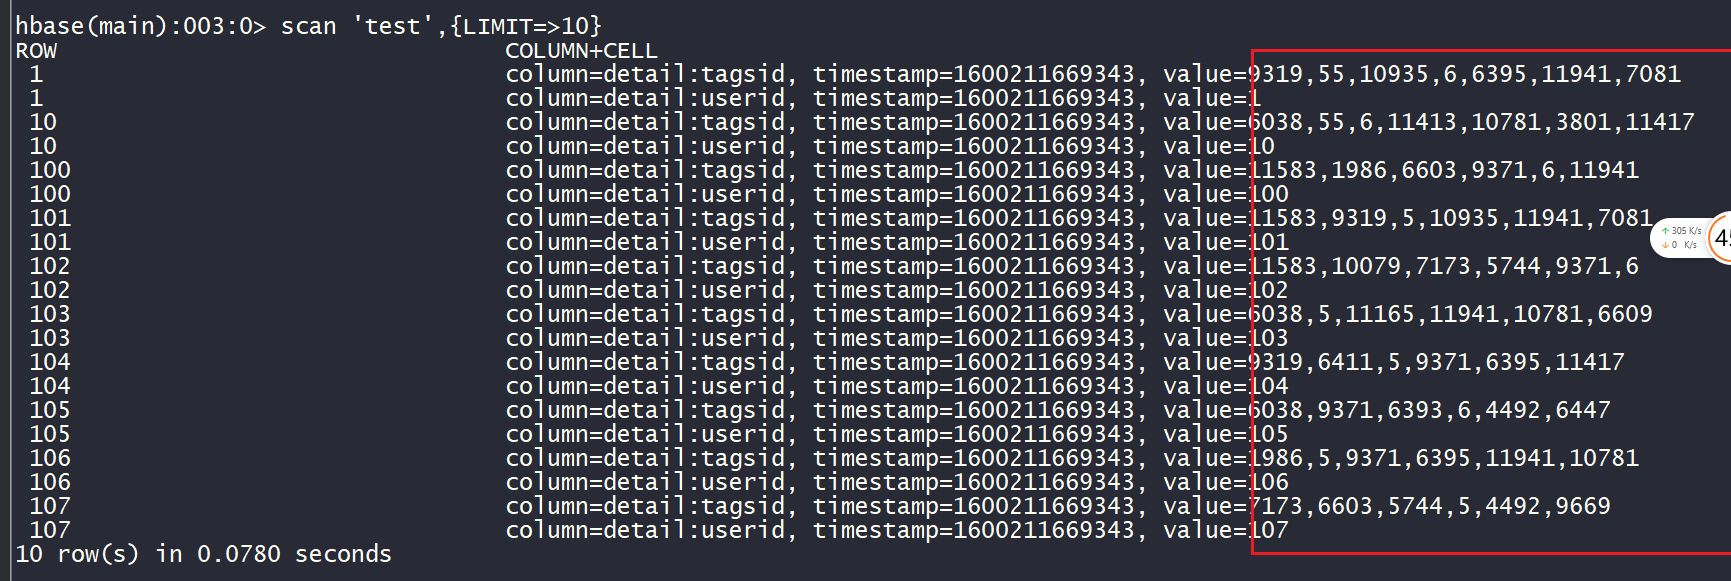 hbase(main):003:0> scan 'test',{LIMIT=>10}
ROW COLUMN+CELL
1 column=detail:tagsid, timestamp=1600211669343, value=9319,55,10935,6,6395,11941,7081
1 column=detail:userid, timestamp=1600211669343, value=1
10 column=detail:tagsid, timestamp=1600211669343, value=6038,55,6,11413,10781,3801,11417
10 column=detail:userid, timestamp=1600211669343, value=10
100 column=detail:tagsid, timestamp=1600211669343, value=11583,1986,6603,9371,6,11941
100 column=detail:userid, timestamp=1600211669343, value=100
101 column=detail:tagsid, timestamp=1600211669343, value=11583,9319,5,10935,11941,7081
↑ 305 K/s
101 column=detail:userid, timestamp=1600211669343, value=101
↓ 0 K/s
45
102 column=detail:tagsid, timestamp=1600211669343, value=11583,10079,7173,5744,9371,6
102 column=detail:userid, timestamp=1600211669343, value=102
103 column=detail:tagsid, timestamp=1600211669343, value=6038,5,11165,11941,10781,6609
103 column=detail:userid, timestamp=1600211669343, value=103
104 column=detail:tagsid, timestamp=1600211669343, value=9319,6411,5,9371,6395,11417
104 column=detail:userid, timestamp=1600211669343, value=104
105 column=detail:tagsid, timestamp=1600211669343, value=6038,9371,6393,6,4492,6447
105 column=detail:userid, timestamp=1600211669343, value=105
106 column=detail:tagsid, timestamp=1600211669343, value=1986,5,9371,6395,11941,10781
106 column=detail:userid, timestamp=1600211669343, value=106
107 column=detail:tagsid, timestamp=1600211669343, value=7173,6603,5744,5,4492,9669
107 column=detail:userid, timestamp=1600211669343, value=107
10 row(s) in 0.0780 seconds